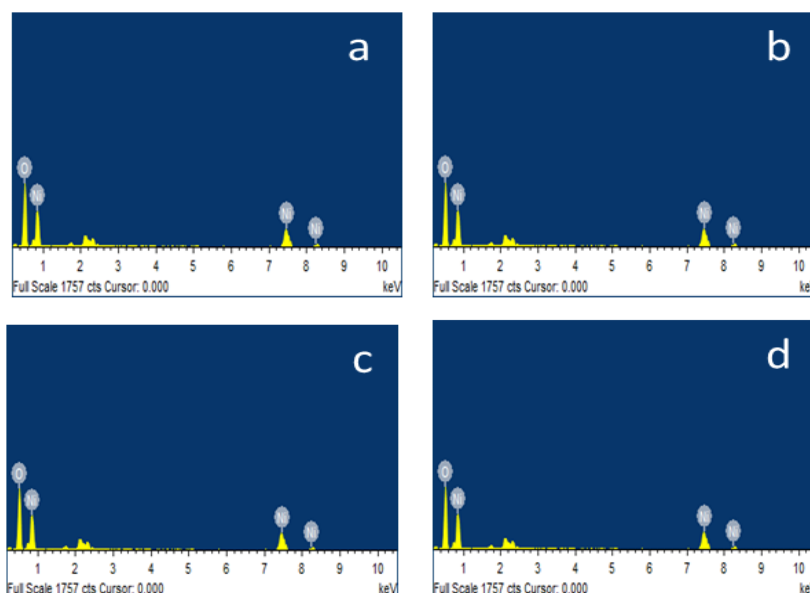 a
O
Ni
Ni
Ni
1 2 3 4 5 6 7 8 9 10
Full Scale 1757 cts Cursor: 0.000 keV
b
O
Ni
Ni
Ni
1 2 3 4 5 6 7 8 9 10
Full Scale 1757 cts Cursor: 0.000 ke
c
O
Ni
Ni
Ni
1 2 3 4 5 6 7 8 9 10
Full Scale 1757 cts Cursor: 0.000 keV
d
O
Ni
Ni
Ni
1 2 3 4 5 6 7 8 9 10
Full Scale 1757 cts Cursor: 0.000 ke